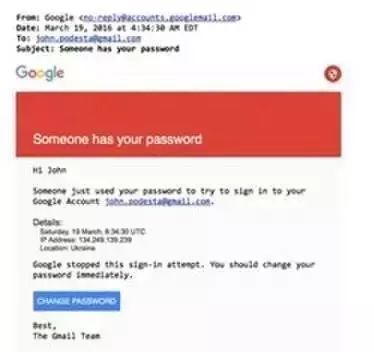 From: Google <no-reply@accounts.googlemail.com>
Date: March 19, 2016 at 4:34:30 AM EDT
To: john.podesta@gmail.com
Subject: Someone has your password
Google
Someone has your password
Hi John
Someone just used your password to try to sign in to your
Google Account john.podesta@gmail.com.
Details:
Saturday, 19 March, 8:34:30 UTC
IP Address: 134.249.139.239
Location: Ukraine
Google stopped this sign-in attempt. You should change your
password immediately.
CHANGE PASSWORD
Best,
The Gmail Team